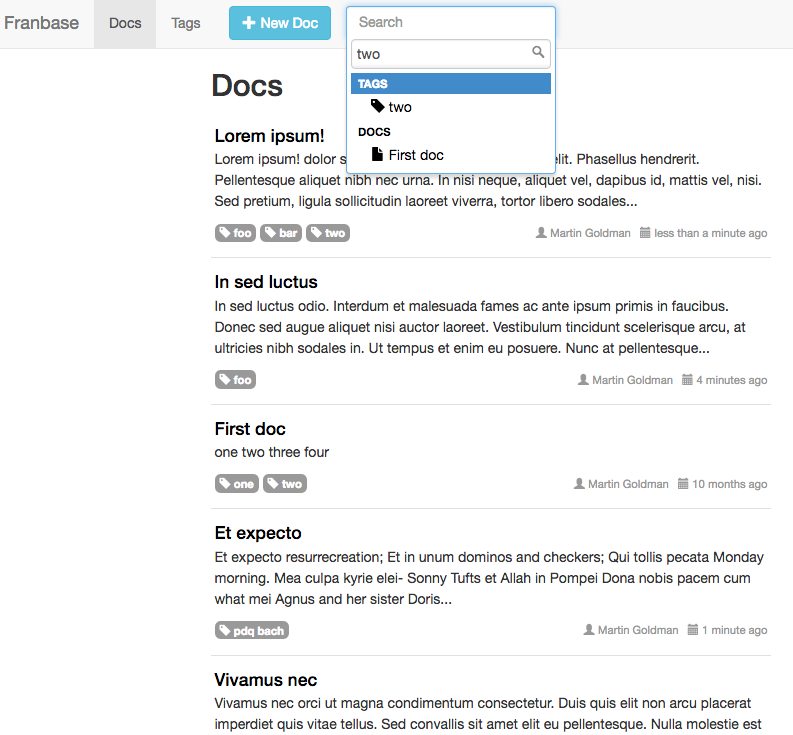 Franbase Docs Tags New Doc Search
two
TAGS
two
DOCS
First doc
Docs
Lorem ipsum!
Lorem ipsum! dolor s elit. Phasellus hendrerit.
Pellentesque aliquet nibh nec urna. In nisi neque, aliquet vel, dapibus id, mattis vel, nisi.
Sed pretium, ligula sollicitudin laoreet viverra, tortor libero sodales...
foo bar two Martin Goldman less than a minute ago
In sed luctus
In sed luctus odio. Interdum et malesuada fames ac ante ipsum primis in faucibus.
Donec sed augue aliquet nisi auctor laoreet. Vestibulum tincidunt scelerisque arcu, at
ultricies nibh sodales in. Ut tempus et enim eu posuere. Nunc at pellentesque...
foo Martin Goldman 4 minutes ago
First doc
one two three four
one two Martin Goldman 10 months ago
Et expecto
Et expecto resurrecreation; Et in unum dominos and checkers; Qui tollis pecata Monday
morning. Mea culpa kyrie elei- Sonny Tufts et Allah in Pompei Dona nobis pacem cum
what mei Agnus and her sister Doris...
pdq bach Martin Goldman 1 minute ago
Vivamus nec
Vivamus nec orci ut magna condimentum consectetur. Duis quis elit non arcu placerat
imperdiet quis vitae tellus. Sed convallis sit amet elit eu pellentesque. Nulla molestie est